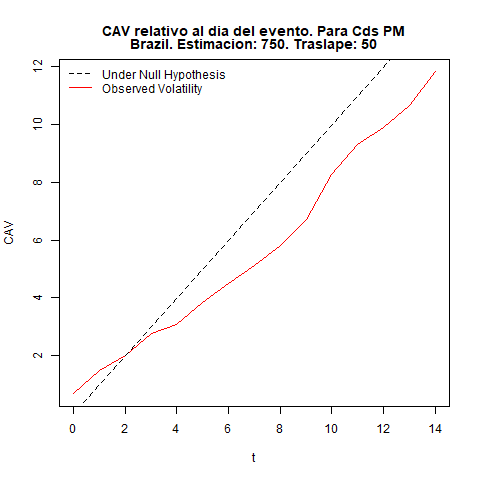 CAV relativo al dia del evento. Para Cds PM
Brazil. Estimacion: 750. Traslape: 50
Under Null Hypothesis
Observed Volatility
12
10
8
6
4
2
CAV
0 2 4 6 8 10 12 14
t